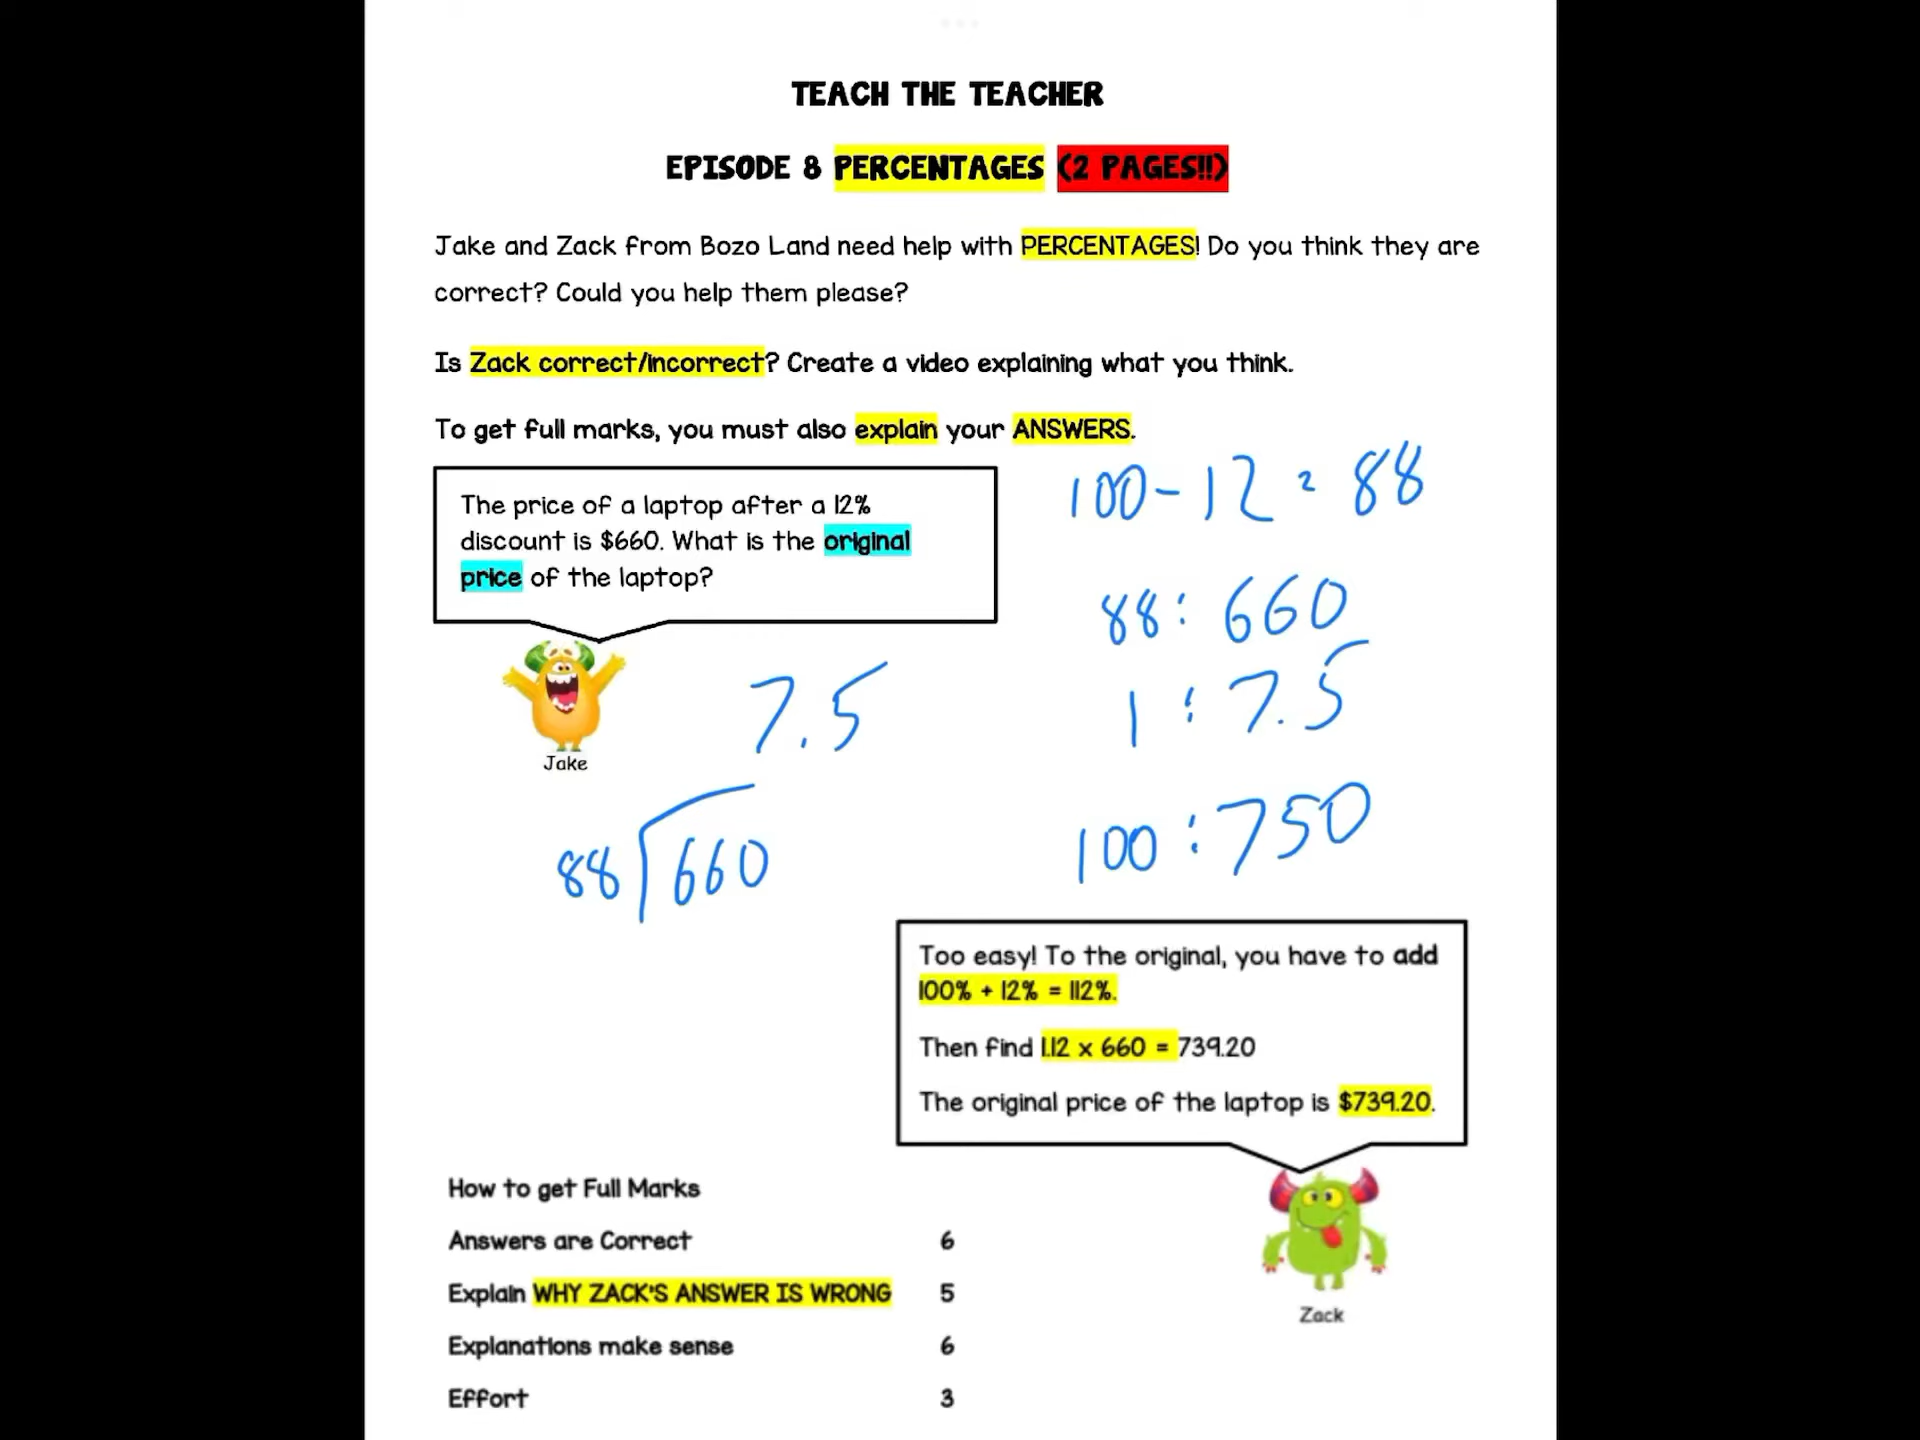 TEACH THE TEACHER
EPISODE 8 PERCENTAGES (2 PAGES!!)
Jake and Zack from Bozo Land need help with PERCENTAGES! Do you think they are
correct? Could you help them please?
Is Zack correct/incorrect? Create a video explaining what you think.
To get full marks, you must also explain your ANSWERS.
The price of a laptop after a 12%
discount is $660. What is the original
price of the laptop?
Jake
100-12=88
88:660
1:7.5
100:750
7.5
88 660
Too easy! To the original, you have to add
100% + 12% = 112%.
Then find 1.12 x 660 = 739.20
The original price of the laptop is $739.20.
Zack
How to get Full Marks
Answers are Correct 6
Explain WHY ZACK'S ANSWER IS WRONG 5
Explanations make sense 6
Effort 3